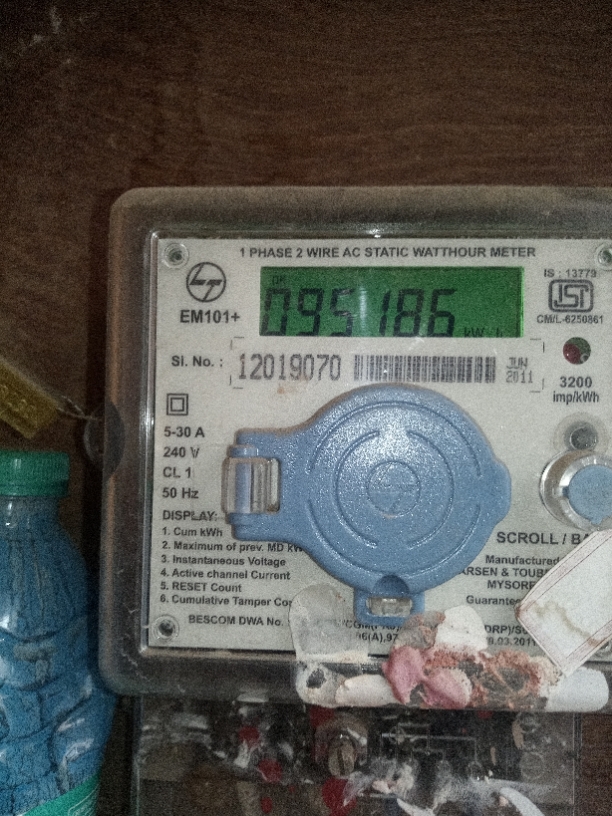 1 PHASE 2 WIRE AC STATIC WATTHOUR METER
EM101+
095186 kWh
IS : 13779
ISI
CM/L-6250861
Sl. No. : 12019070
JUN 2011
3200
imp/kWh
5-30 A
240 V
CL 1
50 Hz
DISPLAY:
1. Cum kWh
2. Maximum of prev. MD
3. Instantaneous Voltage
4. Active channel Current
5. RESET Count
6. Cumulative Tamper
SCROLL /
Manufactured
MYSORE
BESCOM DWA No.